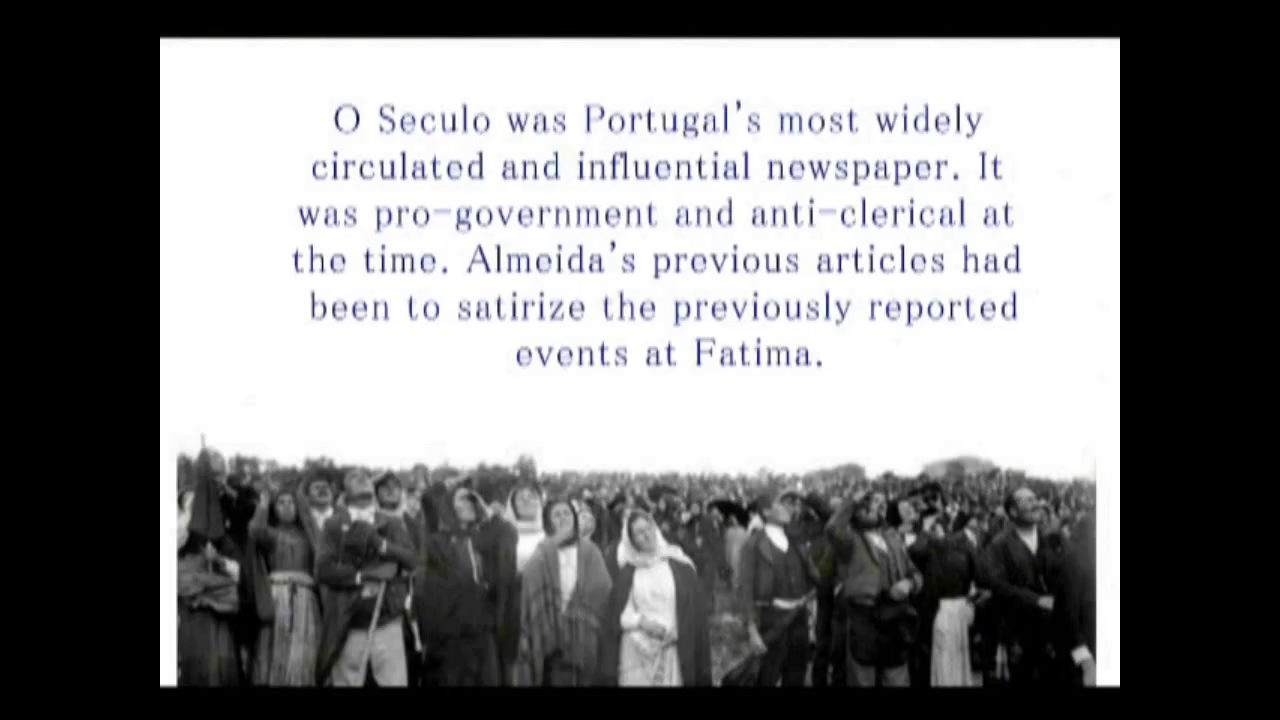 O Seculo was Portugal's most widely
circulated and influential newspaper. It
was pro-government and anti-clerical at
the time. Almeida's previous articles had
been to satirize the previously reported
events at Fatima.